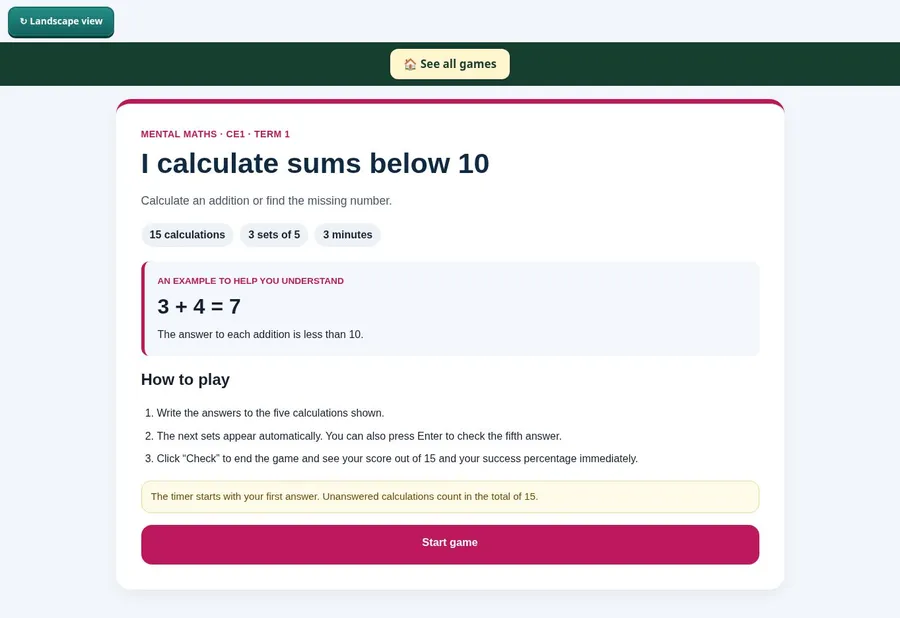 ↻ Landscape view
🏠 See all games
MENTAL MATHS · CE1 · TERM 1
I calculate sums below 10
Calculate an addition or find the missing number.
15 calculations
3 sets of 5
3 minutes
AN EXAMPLE TO HELP YOU UNDERSTAND
3 + 4 = 7
The answer to each addition is less than 10.
How to play
1. Write the answers to the five calculations shown.
2. The next sets appear automatically. You can also press Enter to check the fifth answer.
3. Click “Check” to end the game and see your score out of 15 and your success percentage immediately.
The timer starts with your first answer. Unanswered calculations count in the total of 15.
Start game